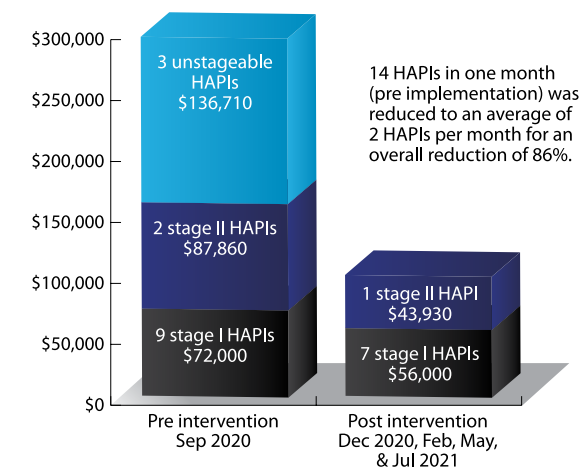 $300,000
$250,000
$200,000
$150,000
$100,000
$50,000
$0
3 unstageable
HAPIs
$136,710
2 stage II HAPIs
$87,860
9 stage I HAPIs
$72,000
14 HAPIs in one month
(pre implementation) was
reduced to an average of
2 HAPIs per month for an
overall reduction of 86%.
1 stage II HAPI
$43,930
7 stage I HAPIs
$56,000
Pre intervention
Sep 2020
Post intervention
Dec 2020, Feb, May,
& Jul 2021